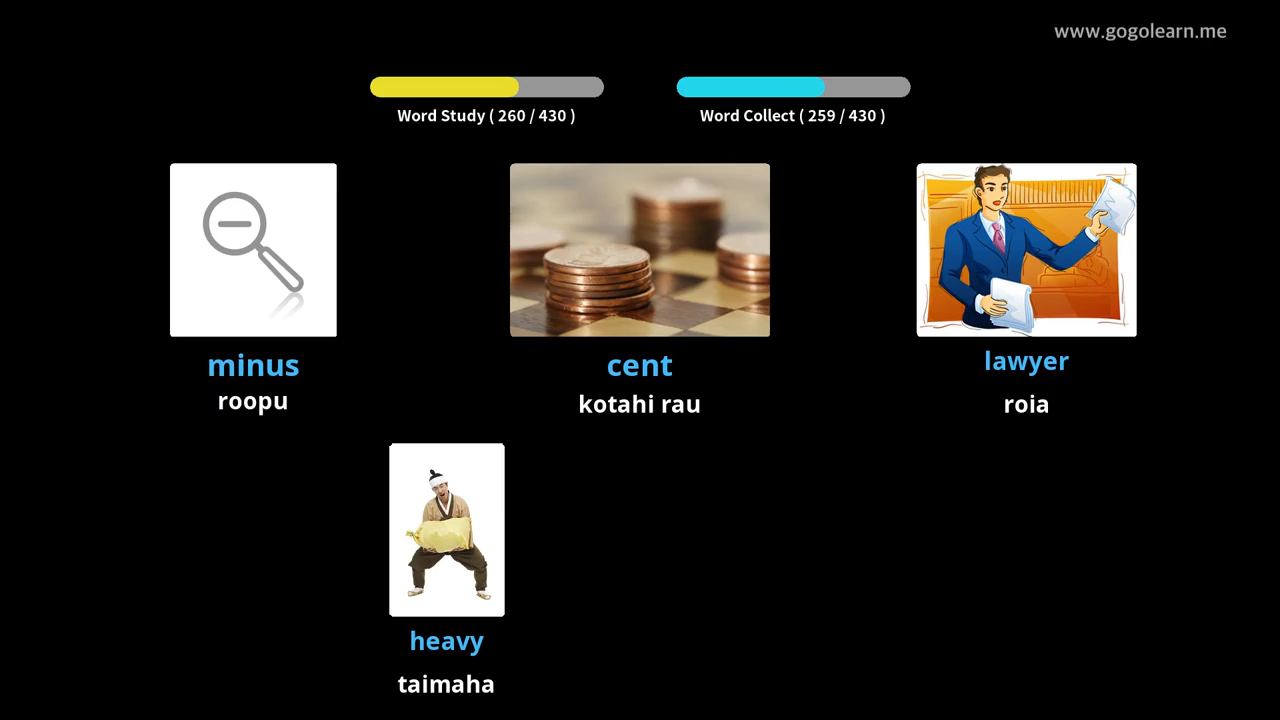 www.gogolearn.me
Word Study ( 260 / 430 )
Word Collect ( 259 / 430 )
minus
roopu
cent
kotahi rau
lawyer
roia
heavy
taimaha